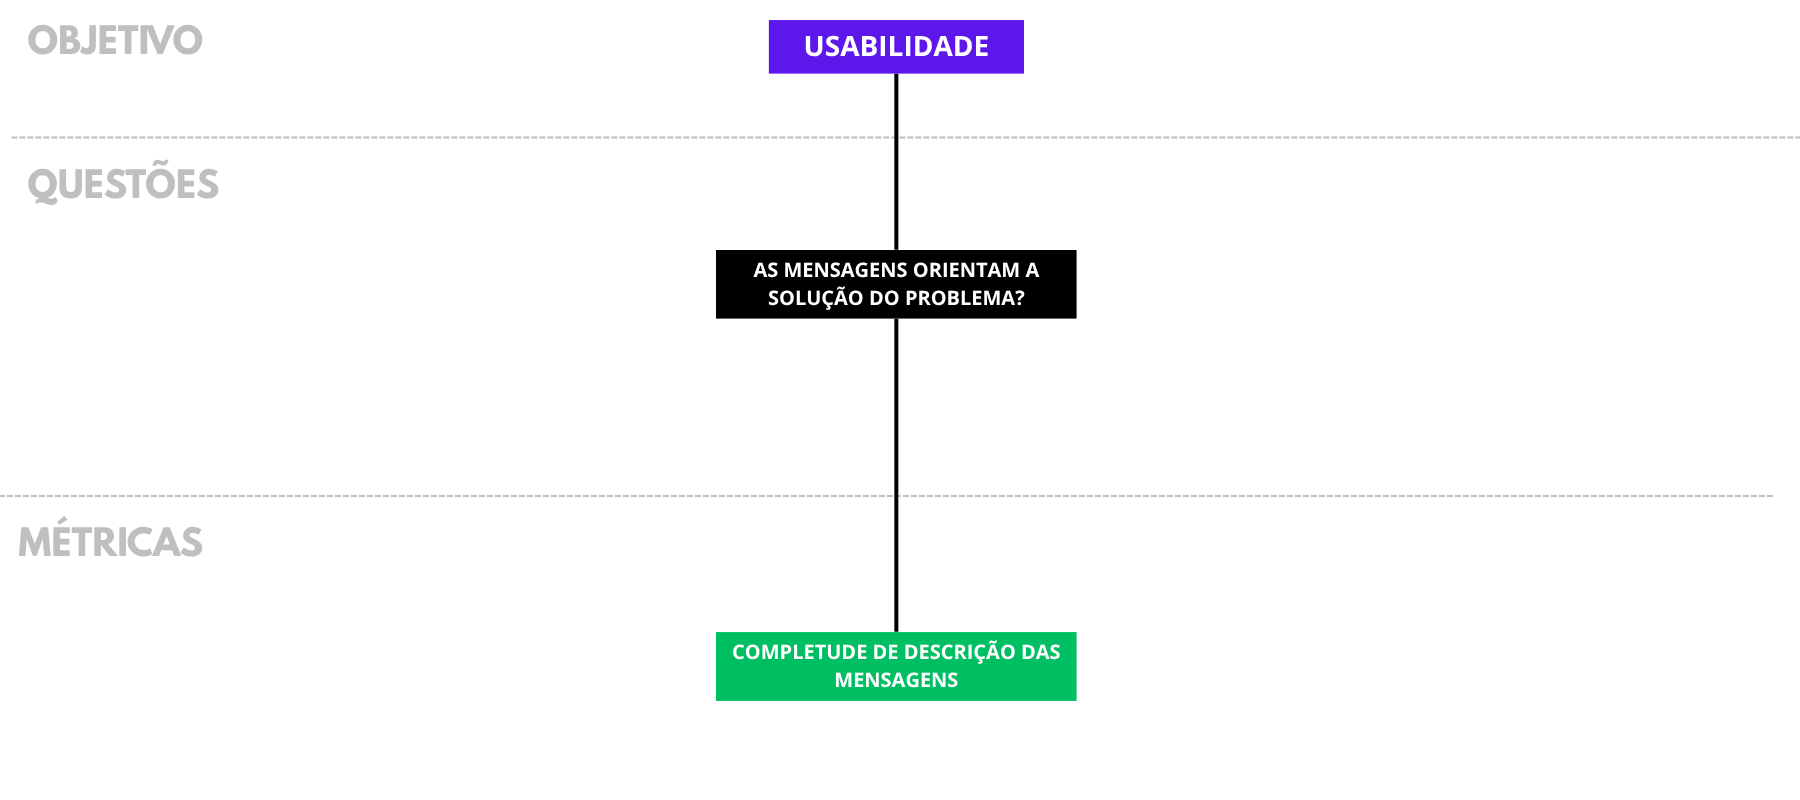 OBJETIVO
USABILIDADE
QUESTÕES
AS MENSAGENS ORIENTAM A
SOLUÇÃO DO PROBLEMA?
MÉTRICAS
COMPLETUDE DE DESCRIÇÃO DAS
MENSAGENS